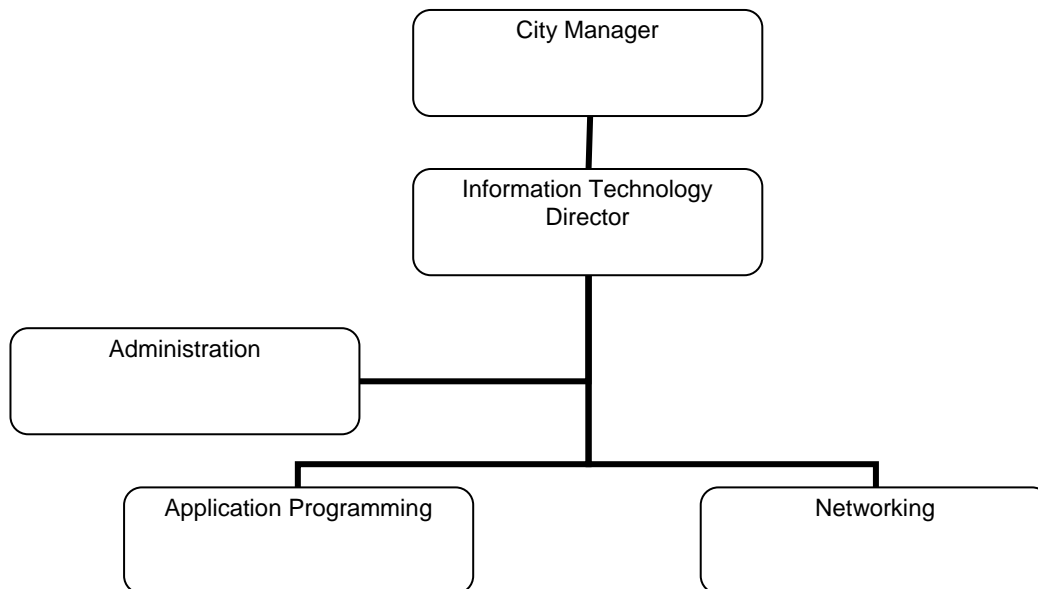 City Manager
Information Technology
Director
Administration
Application Programming
Networking